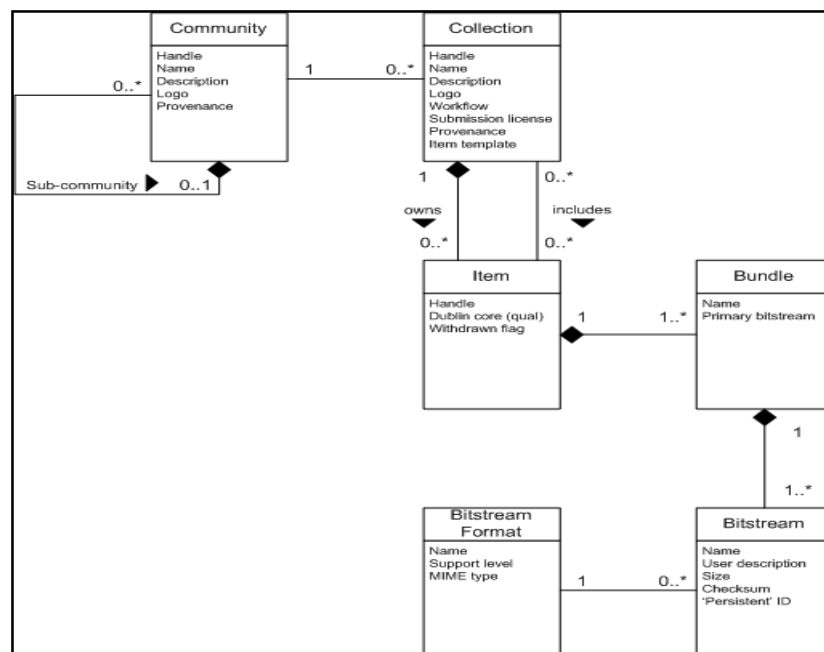 Community
Handle
Name
Description
Logo
Provenance
0..*
Sub-community
0..1
1
0..*
Collection
Handle
Name
Description
Logo
Workflow
Submission license
Provenance
Item template
1
0..*
owns
includes
0..*
0..*
Item
Handle
Dublin core (qual)
Withdrawn flag
1
1..*
Bundle
Name
Primary bitstream
1
1..*
Bitstream
Format
Name
Support level
MIME type
1
0..*
Bitstream
Name
User description
Size
Checksum
'Persistent' ID